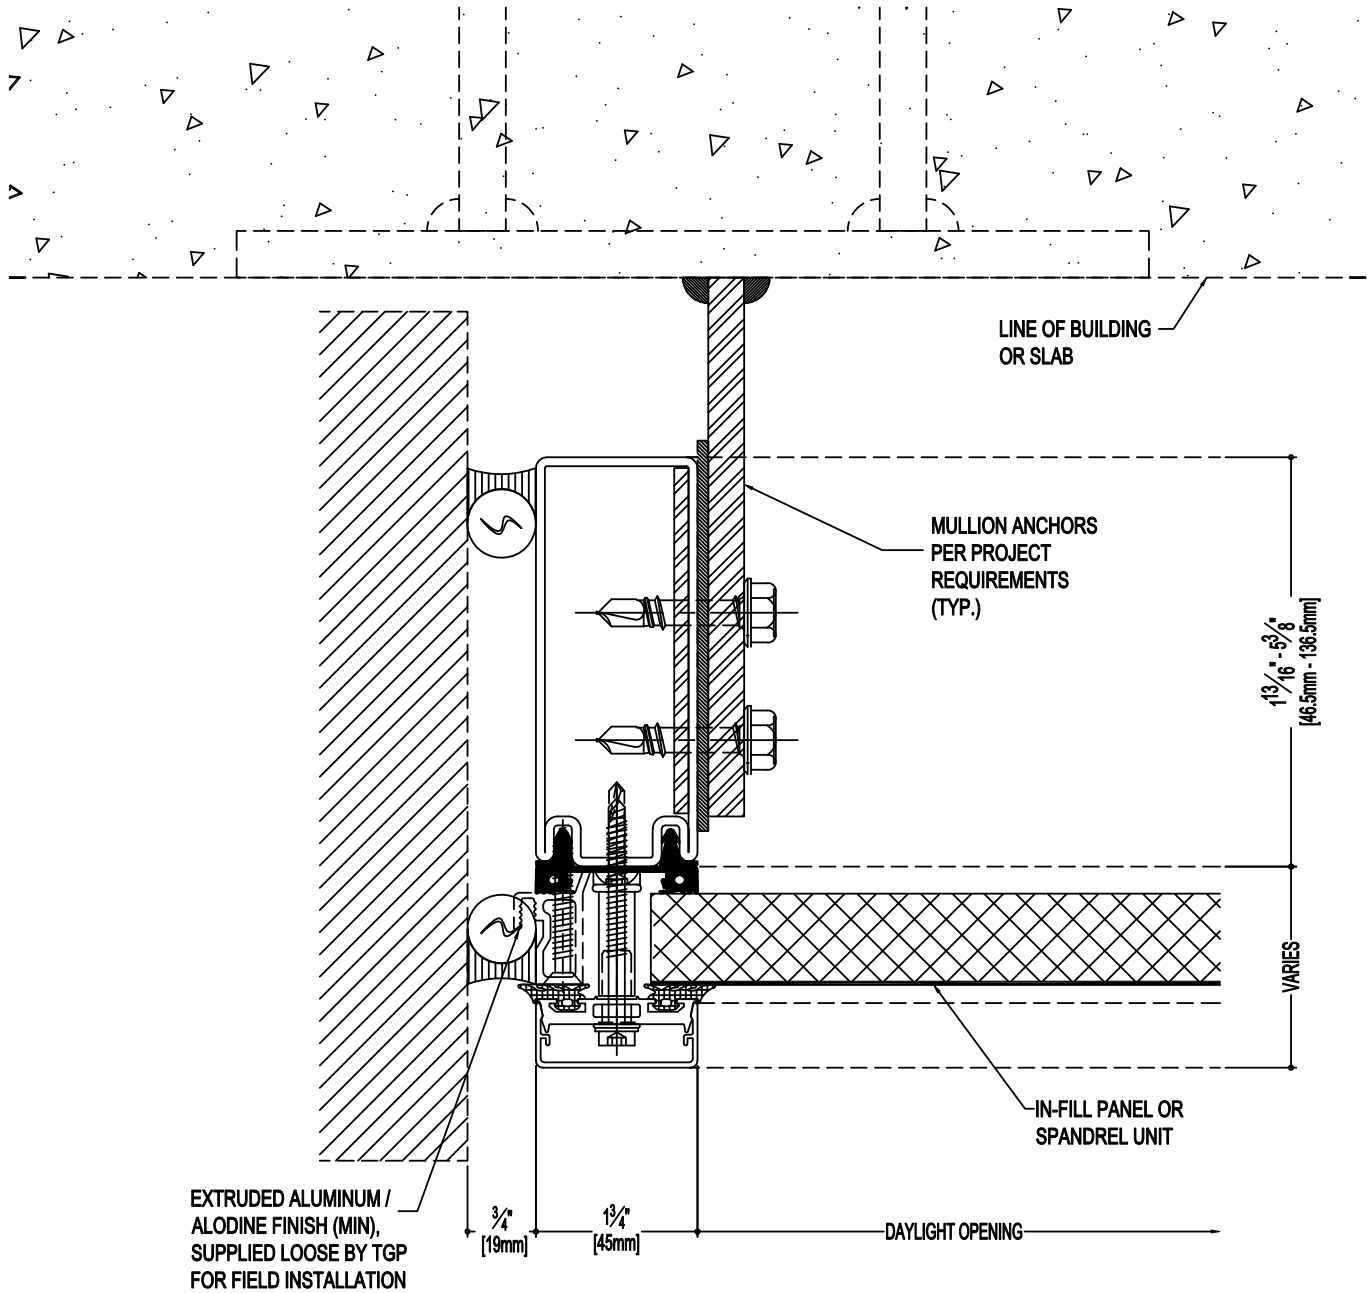 LINE OF BUILDING
OR SLAB
MULLION ANCHORS
PER PROJECT
REQUIREMENTS
(TYP.)
1 13/16" - 5 3/8"
[46.5mm - 136.5mm]
VARIES
IN-FILL PANEL OR
SPANDREL UNIT
EXTRUDED ALUMINUM /
ALODINE FINISH (MIN),
SUPPLIED LOOSE BY TGP
FOR FIELD INSTALLATION
3/4"
[19mm]
1 3/4"
[45mm]
DAYLIGHT OPENING